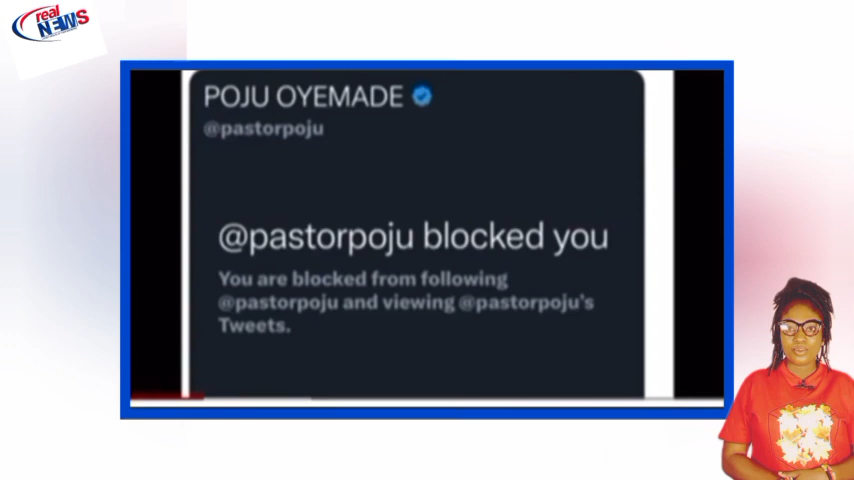 real
NEWS
POJU OYEMADE
@pastorpoju
@pastorpoju blocked you
You are blocked from following
@pastorpoju and viewing @pastorpoju's
Tweets.